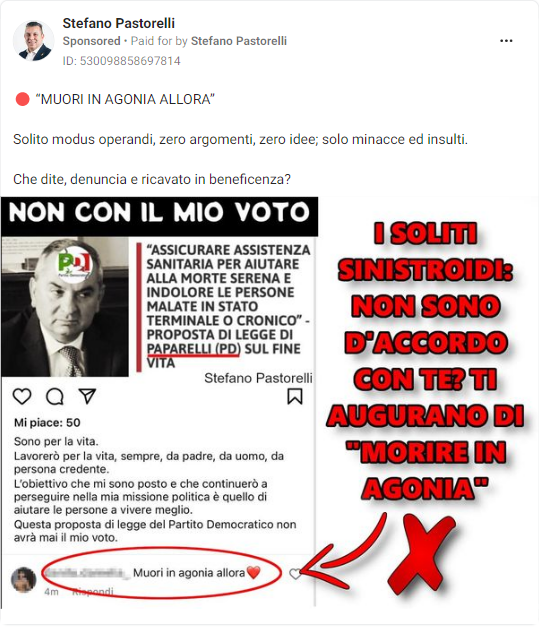 Stefano Pastorelli
Sponsored • Paid for by Stefano Pastorelli
ID: 530098858697814
“MUORI IN AGONIA ALLORA”
Solito modus operandi, zero argomenti, zero idee; solo minacce ed insulti.
Che dite, denuncia e ricavato in beneficenza?
NON CON IL MIO VOTO
PD
Partito Democratico
“ASSICURARE ASSISTENZA
SANITARIA PER AIUTARE
ALLA MORTE SERENA E
INDOLORE LE PERSONE
MALATE IN STATO
TERMINALE O CRONICO” -
PROPOSTA DI LEGGE DI
PAPARELLI (PD) SUL FINE
VITA
Stefano Pastorelli
Mi piace: 50
Sono per la vita.
Lavorerò per la vita, sempre, da padre, da uomo, da
persona credente.
L'obiettivo che mi sono posto e che continuerò a
perseguire nella mia missione politica è quello di
aiutare le persone a vivere meglio.
Questa proposta di legge del Partito Democratico non
avrà mai il mio voto.
Muori in agonia allora❤️
4m Rispondi
I SOLITI
SINISTROIDI:
NON SONO
D'ACCORDO
CON TE? TI
AUGURANO DI
"MORIRE IN
AGONIA"